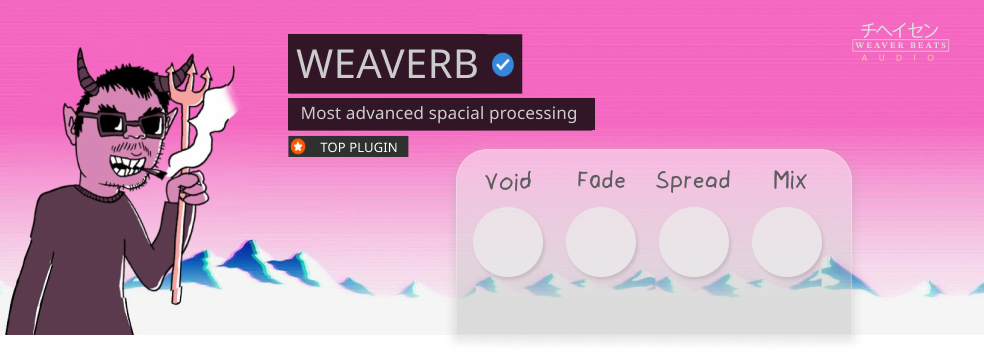 チヘイセン
WEAVER BEATS
AUDIO
WEAVERB
Most advanced spacial processing
TOP PLUGIN
Void Fade Spread Mix